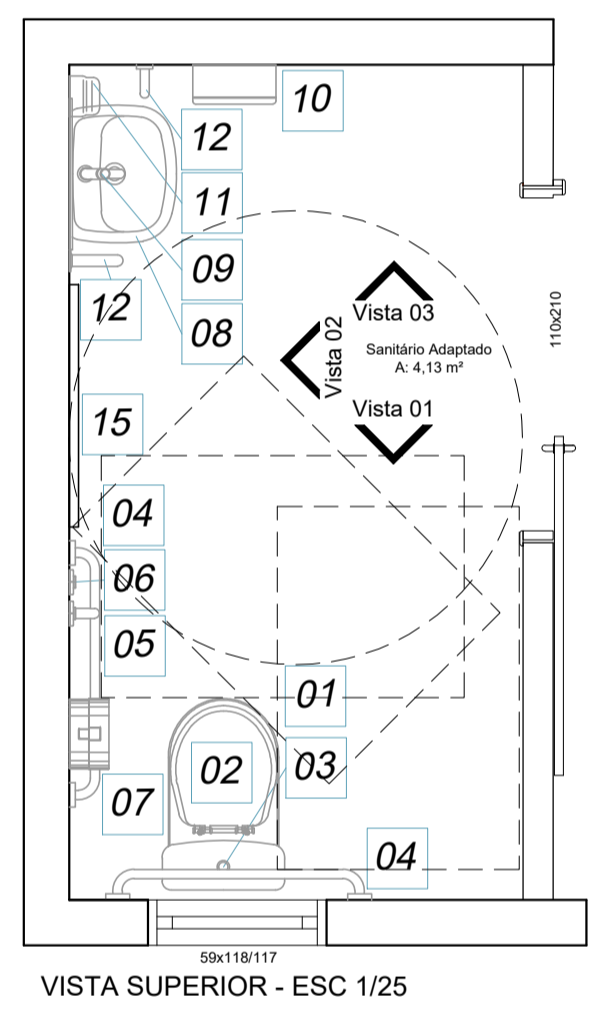 10
12
11
09
12
08
Vista 03
Vista 02
Sanitário Adaptado
A: 4,13 m²
Vista 01
110x210
15
04
06
05
01
02
03
07
04
59x118/117
VISTA SUPERIOR - ESC 1/25